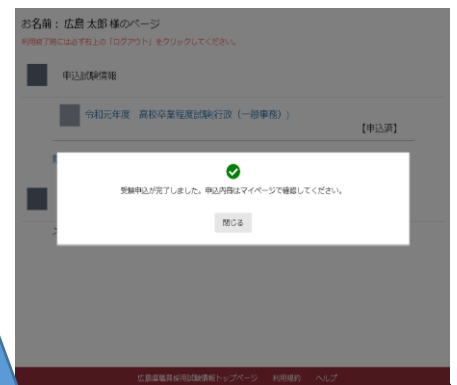 お名前： 広島 太郎 様のページ
利用終了時には必ず右上の「ログアウト」をクリックしてください。
申込試験情報
令和元年度　高校卒業程度試験(行政（一般事務）)
【申込済】
受験申込が完了しました。申込内容はマイページで確認してください。
閉じる
広島県職員採用試験情報トップページ　利用規約　ヘルプ